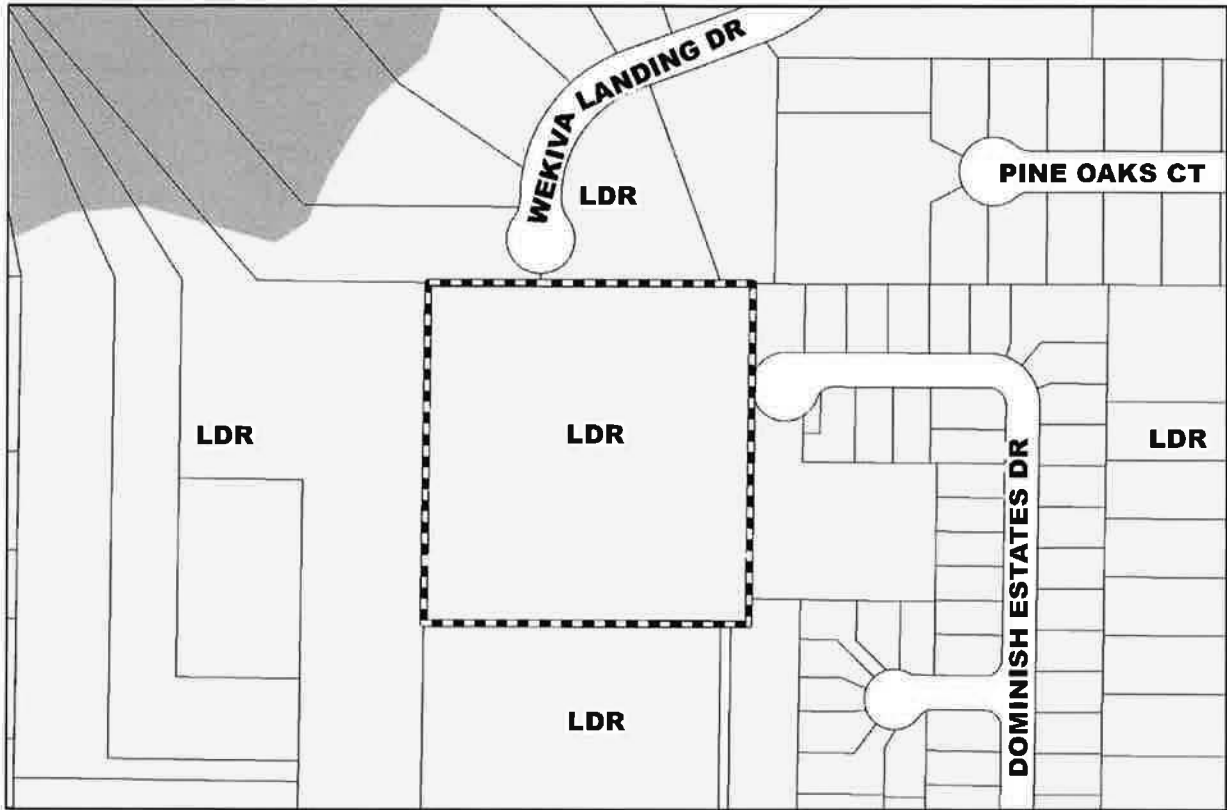 WEKIVA LANDING DR
PINE OAKS CT
LDR
LDR
LDR
LDR
DOMINISH ESTATES DR
LDR